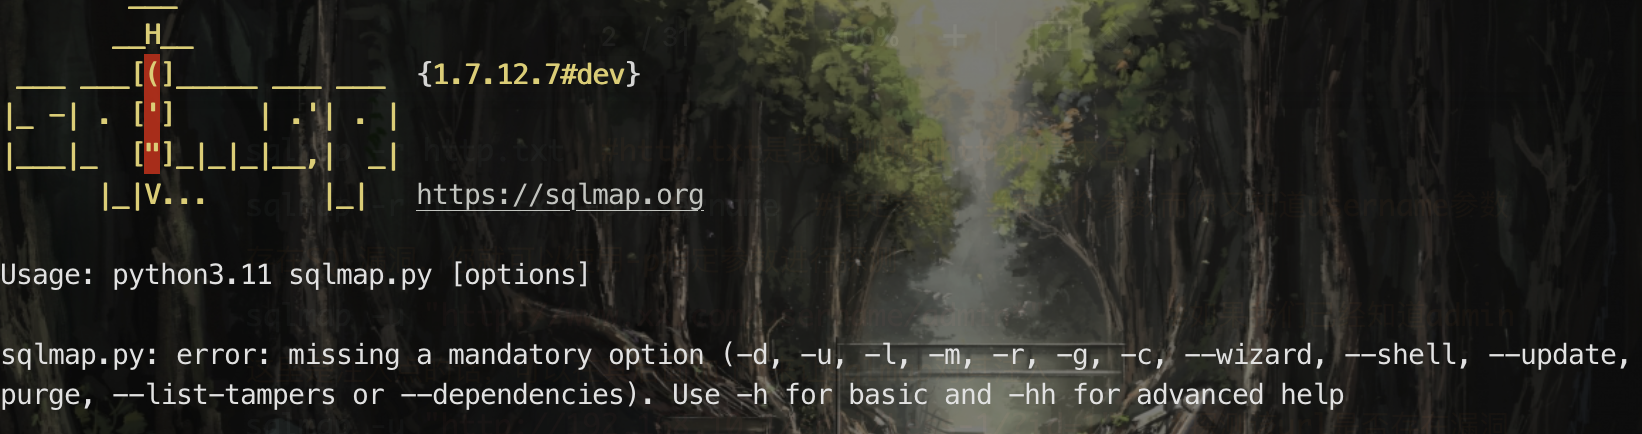 ___
__H__
___ ___[(]_____ ___ ___  {1.7.12.7#dev}
|_ -| . [']     | .'| . |
|___|_  ["]_|_|_|__,|  _|
|_|V...       |_|   https://sqlmap.org
Usage: python3.11 sqlmap.py [options]
sqlmap.py: error: missing a mandatory option (-d, -u, -l, -m, -r, -g, -c, --wizard, --shell, --update,
purge, --list-tampers or --dependencies). Use -h for basic and -hh for advanced help